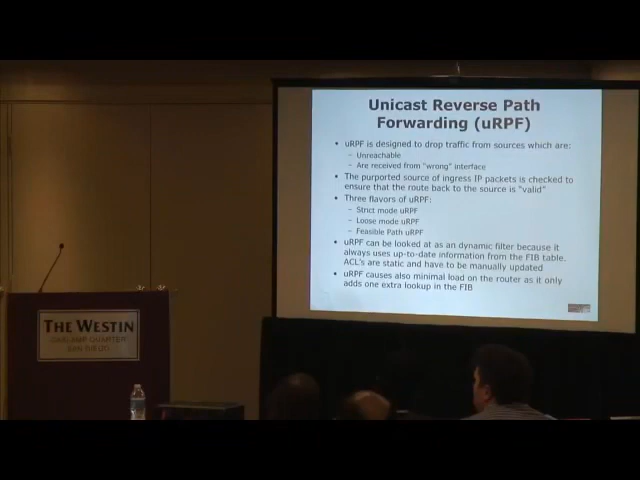 Unicast Reverse Path
Forwarding (uRPF)
• uRPF is designed to drop traffic from sources which are:
– Unreachable
– Are received from "wrong" interface
• The purported source of ingress IP packets is checked to
ensure that the route back to the source is "valid"
• Three flavors of uRPF:
– Strict mode uRPF
– Loose mode uRPF
– Feasible Path uRPF
• uRPF can be looked at as an dynamic filter because it
always uses up-to-date information from the FIB table.
ACL's are static and have to be manually updated
• uRPF causes also minimal load on the router as it only
adds one extra lookup in the FIB
THE WESTIN
GASLAMP QUARTER
SAN DIEGO